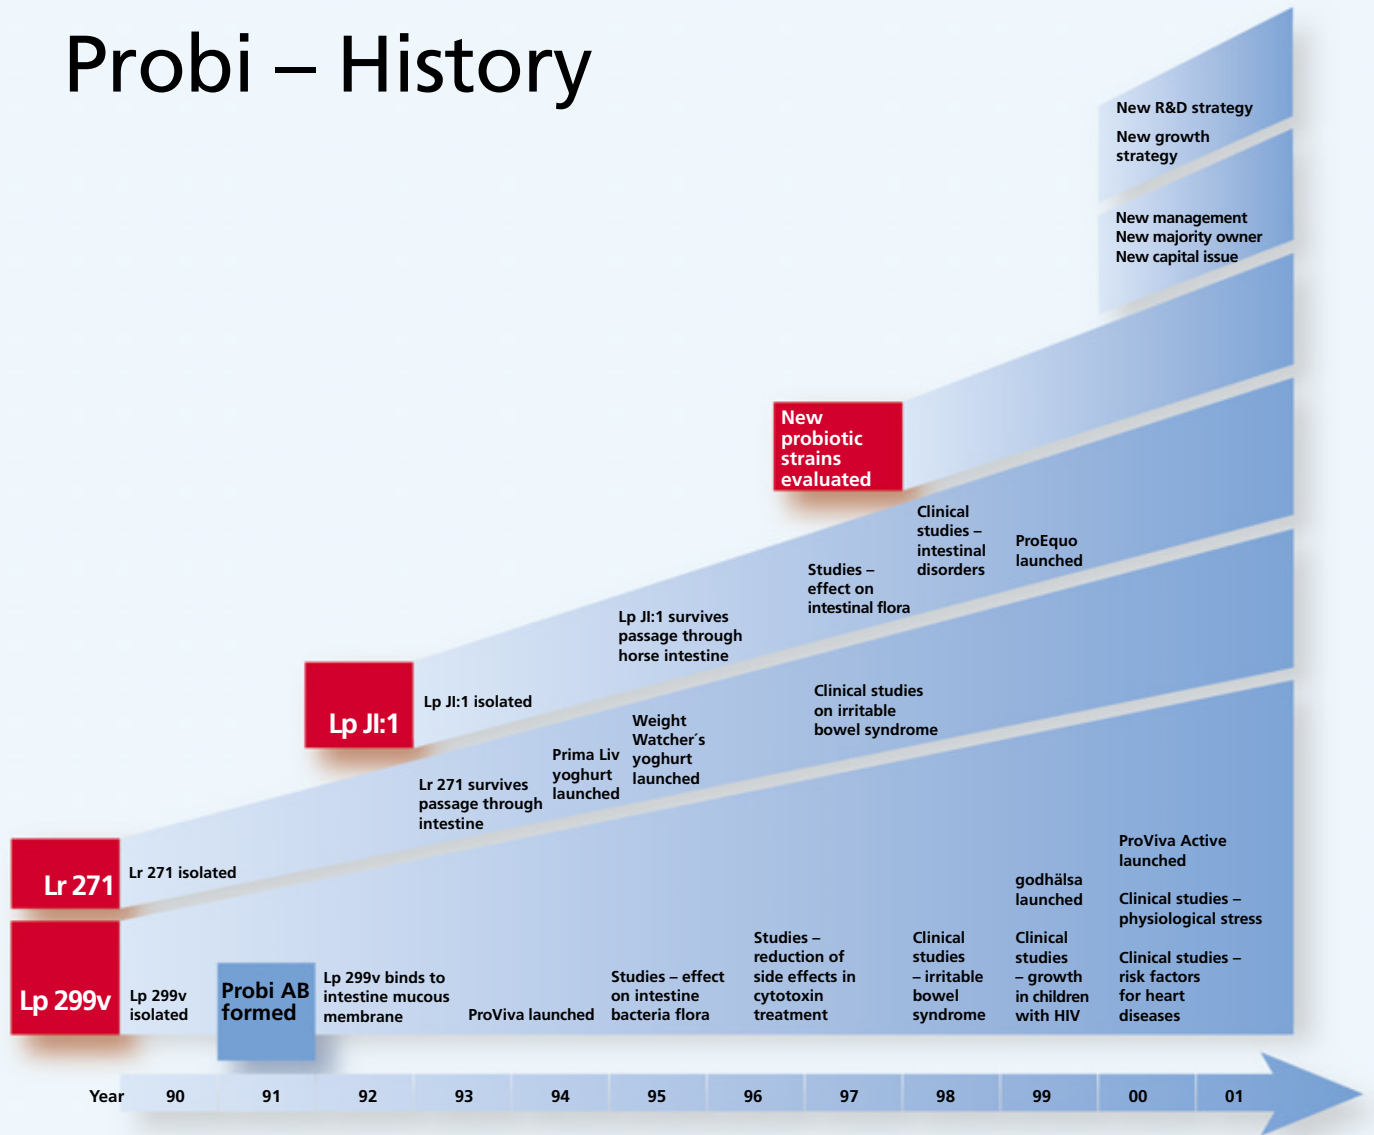 Probi – History
New R&D strategy
New growth
strategy
New management
New majority owner
New capital issue
New
probiotic
strains
evaluated
Clinical
studies –
intestinal
disorders
ProEquo
launched
Studies –
effect on
intestinal flora
Lp JI:1 survives
passage through
horse intestine
Lp JI:1
Lp JI:1 isolated
Clinical studies
on irritable
bowel syndrome
Weight
Watcher´s
yoghurt
launched
Prima Liv
yoghurt
launched
Lr 271 survives
passage through
intestine
Lr 271
Lr 271 isolated
ProViva Active
launched
Clinical studies –
physiological stress
Clinical studies –
risk factors
for heart
diseases
godhälsa
launched
Clinical
studies
– growth
in children
with HIV
Clinical
studies
– irritable
bowel
syndrome
Studies –
reduction of
side effects in
cytotoxin
treatment
Studies – effect
on intestine
bacteria flora
ProViva launched
Lp 299v binds to
intestine mucous
membrane
Probi AB
formed
Lp 299v
isolated
Lp 299v
Year 90 91 92 93 94 95 96 97 98 99 00 01